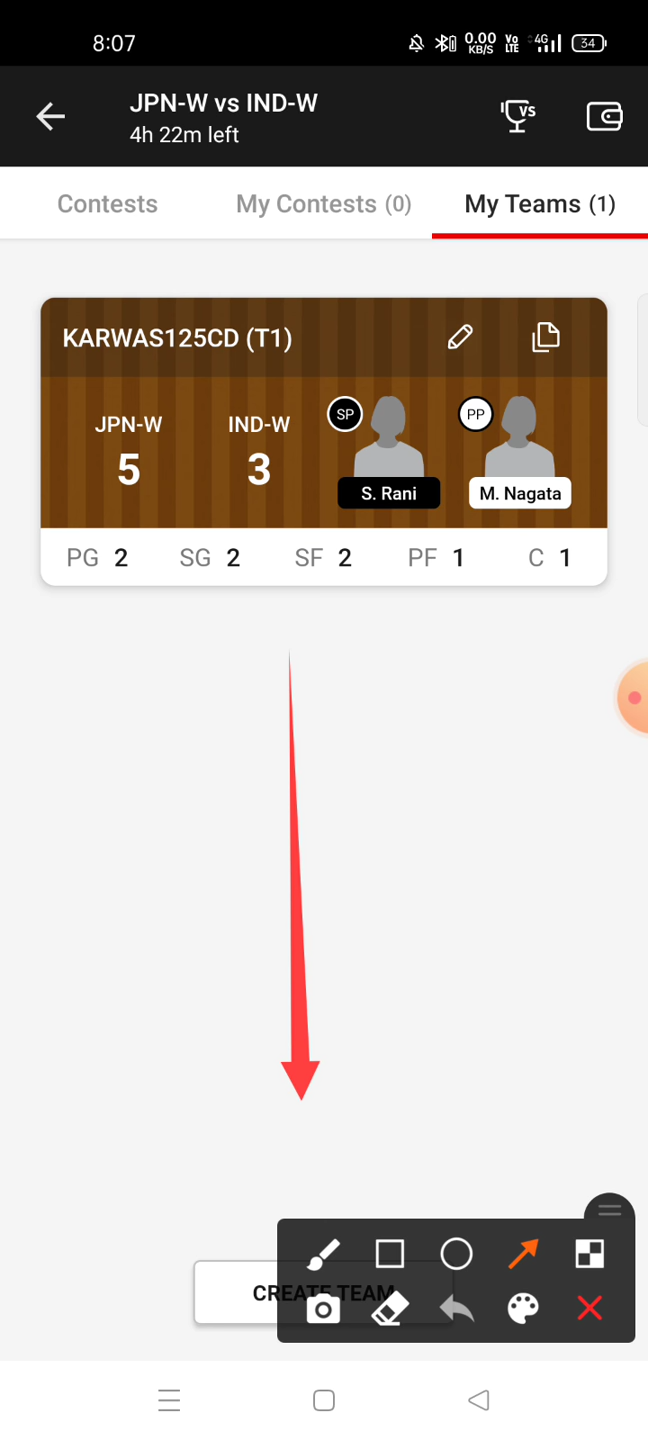 8:07
0.00 KB/S
Vo LTE
4G
34
JPN-W vs IND-W
4h 22m left
VS
Contests
My Contests (0)
My Teams (1)
KARWAS125CD (T1)
JPN-W
5
IND-W
3
SP
S. Rani
PP
M. Nagata
PG 2
SG 2
SF 2
PF 1
C 1
CREATE TEAM